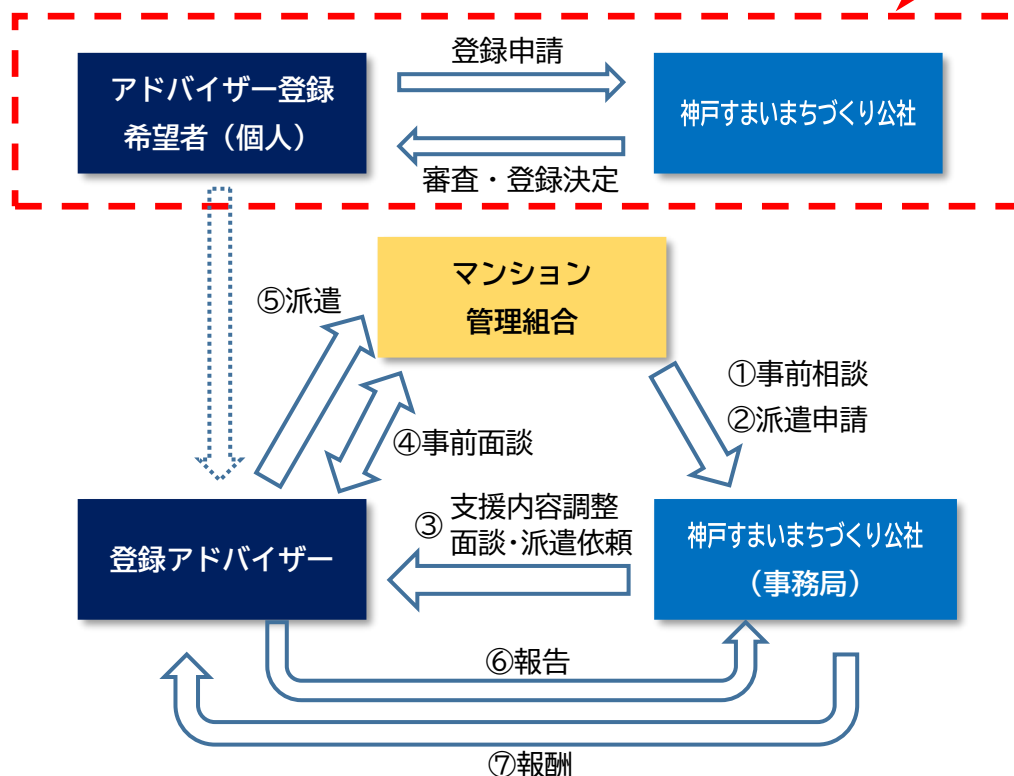 登録申請
アドバイザー登録
希望者（個人）
神戸すまいまちづくり公社
審査・登録決定
マンション
管理組合
⑤派遣
①事前相談
②派遣申請
④事前面談
③
支援内容調整
面談・派遣依頼
登録アドバイザー
神戸すまいまちづくり公社
（事務局）
⑥報告
⑦報酬